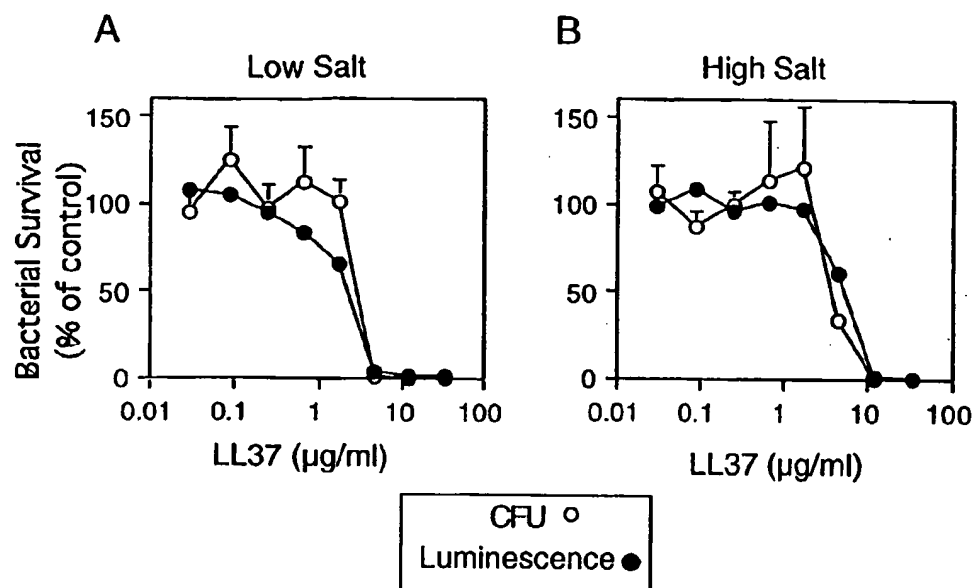 A
B
Low Salt
High Salt
Bacterial Survival
(% of control)
150
100
50
0
0.01 0.1 1 10 100
LL37 (µg/ml)
150
100
50
0
0.01 0.1 1 10 100
LL37 (µg/ml)
CFU
Luminescence